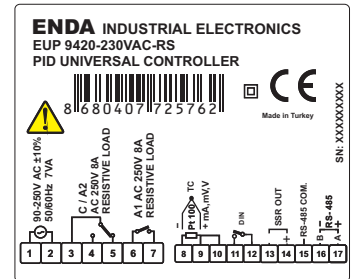 ENDA INDUSTRIAL ELECTRONICS
EUP 9420-230VAC-RS
PID UNIVERSAL CONTROLLER
8 680407 725762
CE
Made in Turkey
SN: XXXXXXXXX
90-250V AC ±10%
50/60Hz 7VA
C / A2
AC 250V 8A
RESISTIVE LOAD
A1 AC 250V 8A
RESISTIVE LOAD
TC
Pt 100
+ mA,mV,V
DIN
SSR OUT
RS-485 COM.
RS-485
B
A
1 2 3 4 5 6 7
8 9 10 11 12 13 14 15 16 17